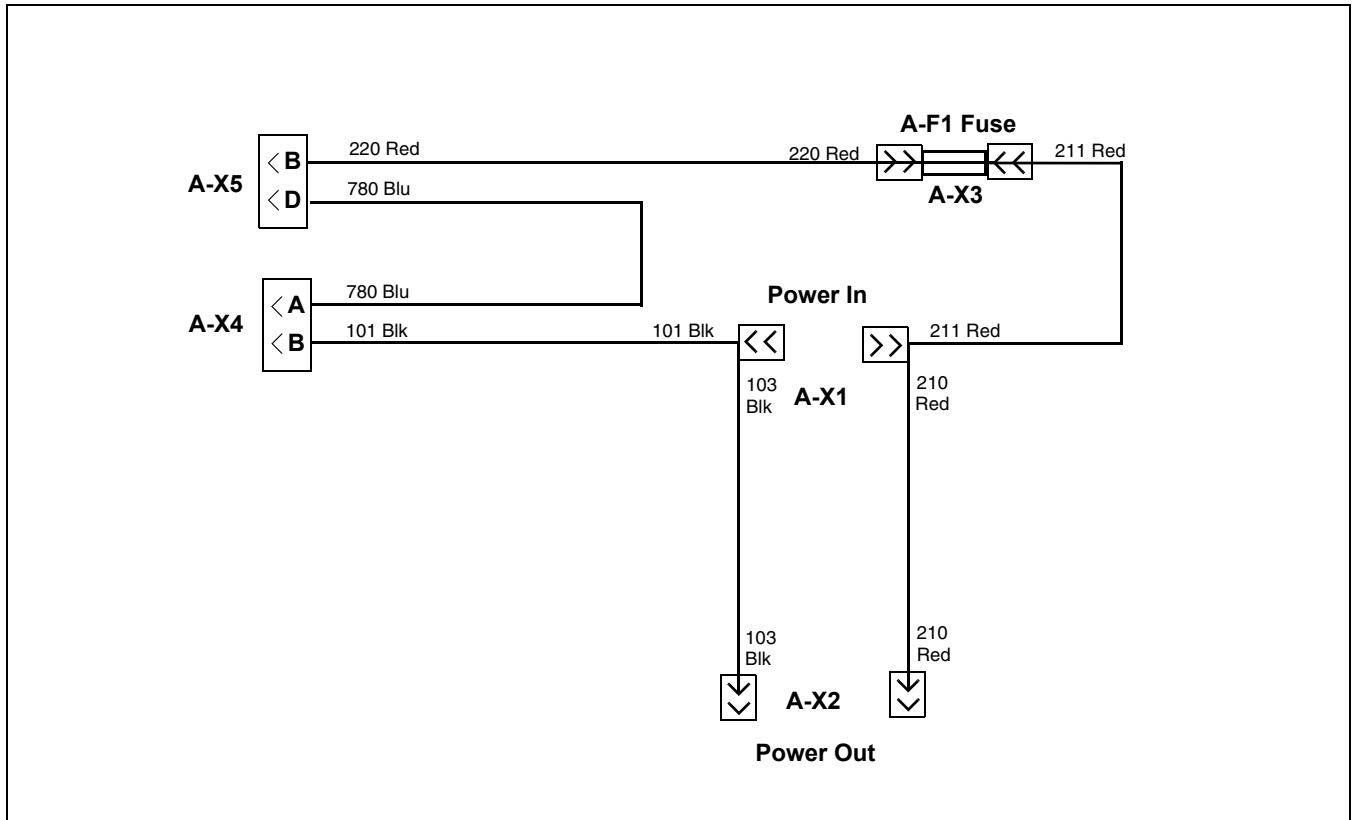 A-F1 Fuse
220 Red
220 Red
211 Red
B
A-X5
A-X3
780 Blu
D
780 Blu
Power In
A
A-X4
101 Blk
101 Blk
211 Red
B
103
Blk
A-X1
210
Red
103
Blk
210
Red
A-X2
Power Out